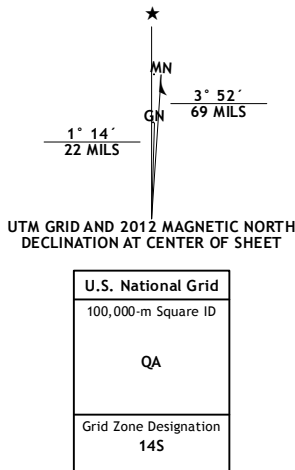 ★
MN
3° 52´
69 MILS
GN
1° 14´
22 MILS
UTM GRID AND 2012 MAGNETIC NORTH
DECLINATION AT CENTER OF SHEET
U.S. National Grid
100,000-m Square ID
QA
Grid Zone Designation
14S